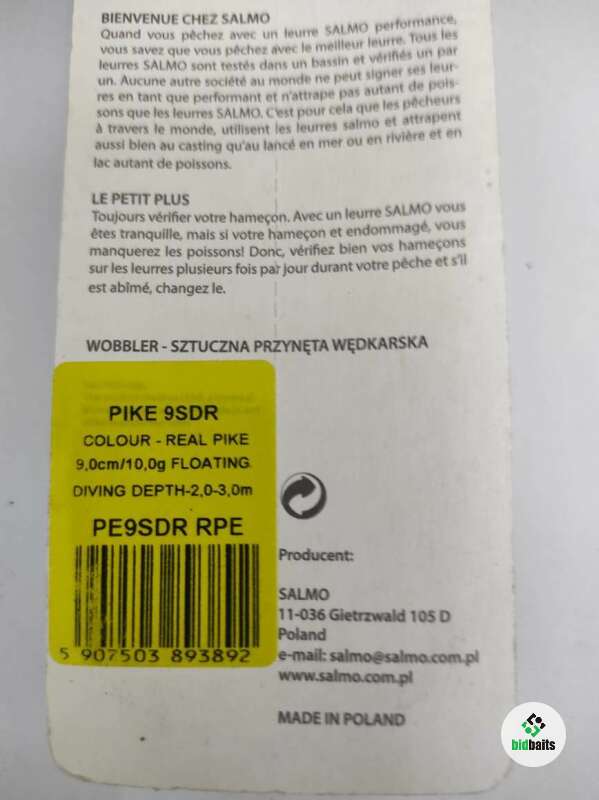 BIENVENUE CHEZ SALMO
Quand vous pêchez avec un leurre SALMO performance,
vous savez que vous pêchez avec le meilleur leurre. Tous les
leurres SALMO sont testés dans un bassin et vérifiés un par
un. Aucune autre société au monde ne peut signer ses leur-
res en tant que performant et n'attrape pas autant de pois-
sons que les leurres SALMO. C'est pour cela que les pêcheurs
à travers le monde, utilisent les leurres salmo et attrapent
aussi bien au casting qu'au lancé en mer ou en rivière et en
lac autant de poissons.
LE PETIT PLUS
Toujours vérifier votre hameçon. Avec un leurre SALMO vous
êtes tranquille, mais si votre hameçon et endommagé, vous
manquerez les poissons! Donc, vérifiez bien vos hameçons
sur les leurres plusieurs fois par jour durant votre pêche et s'il
est abîmé, changez le.
WOBBLER - SZTUCZNA PRZYNĘTA WĘDKARSKA
PIKE 9SDR
COLOUR - REAL PIKE
9,0cm/10,0g FLOATING
DIVING DEPTH-2,0-3,0m
PE9SDR RPE
5 907503 893892
Producent:
SALMO
11-036 Gietrzwald 105 D
Poland
e-mail: salmo@salmo.com.pl
www.salmo.com.pl
MADE IN POLAND
bidbaits